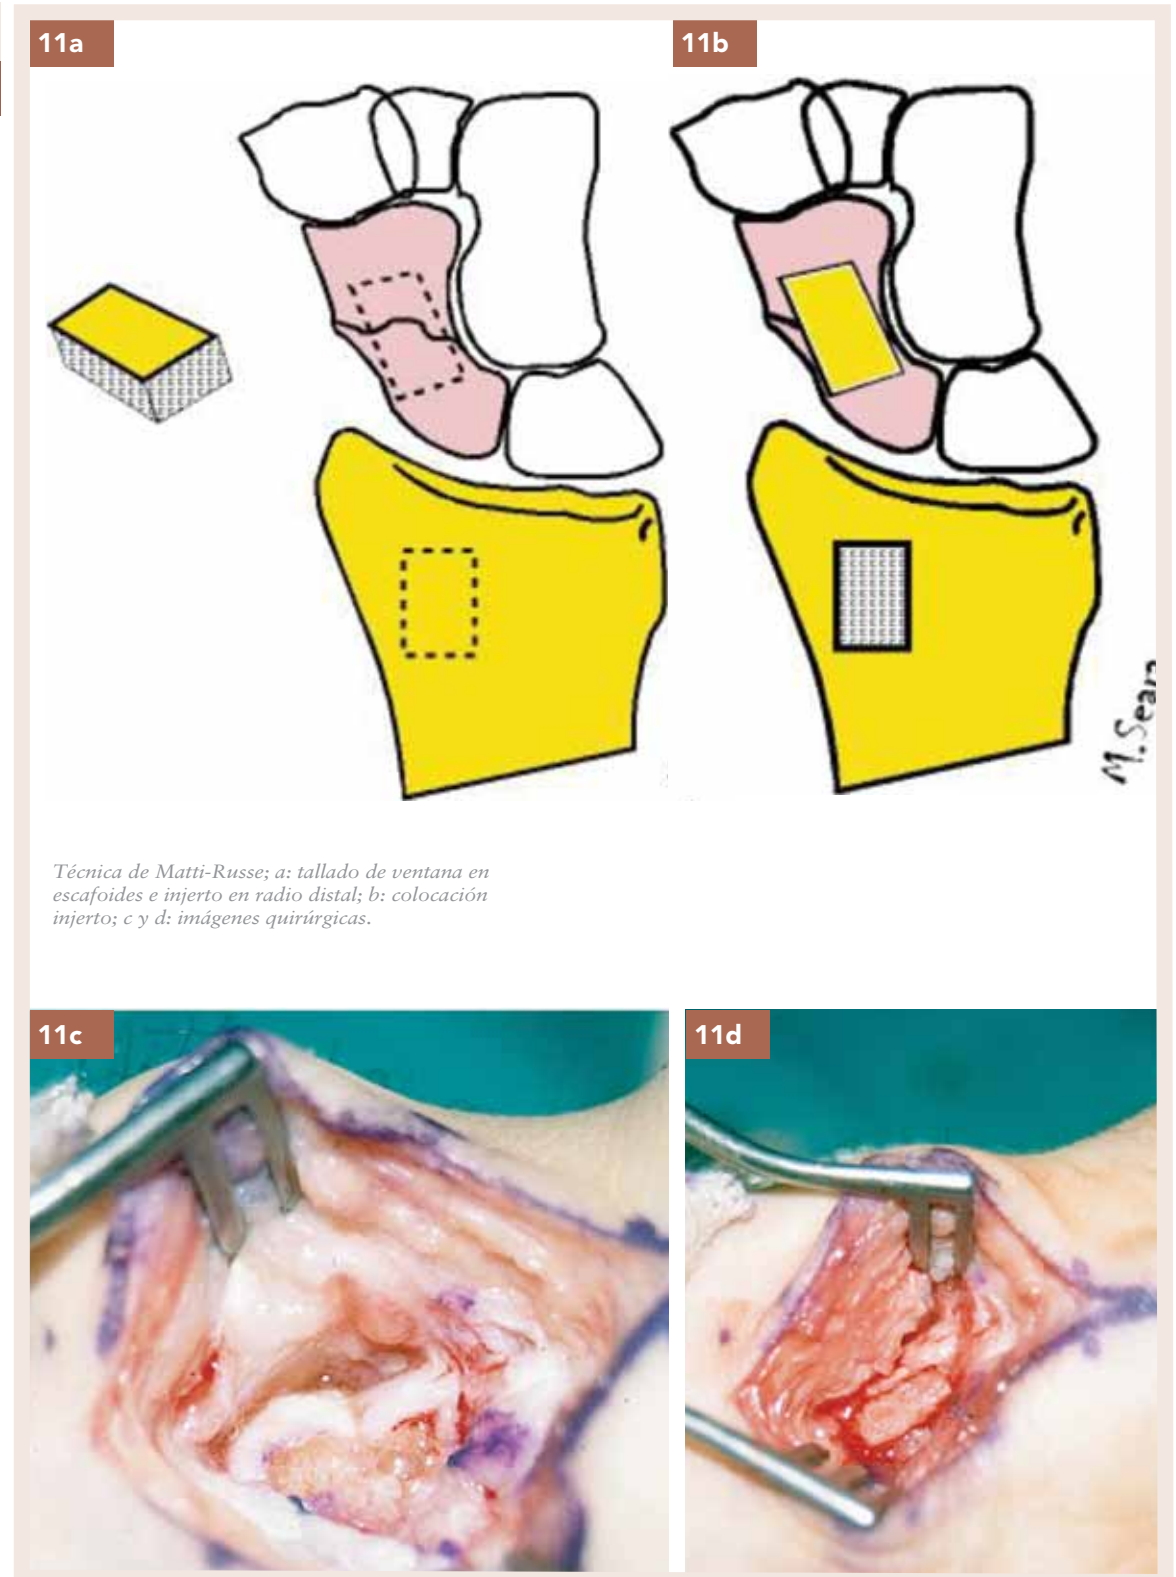 11a
11b
M. Sear
Técnica de Matti-Russe; a: tallado de ventana en
escafoides e injerto en radio distal; b: colocación
injerto; c y d: imágenes quirúrgicas.
11c
11d